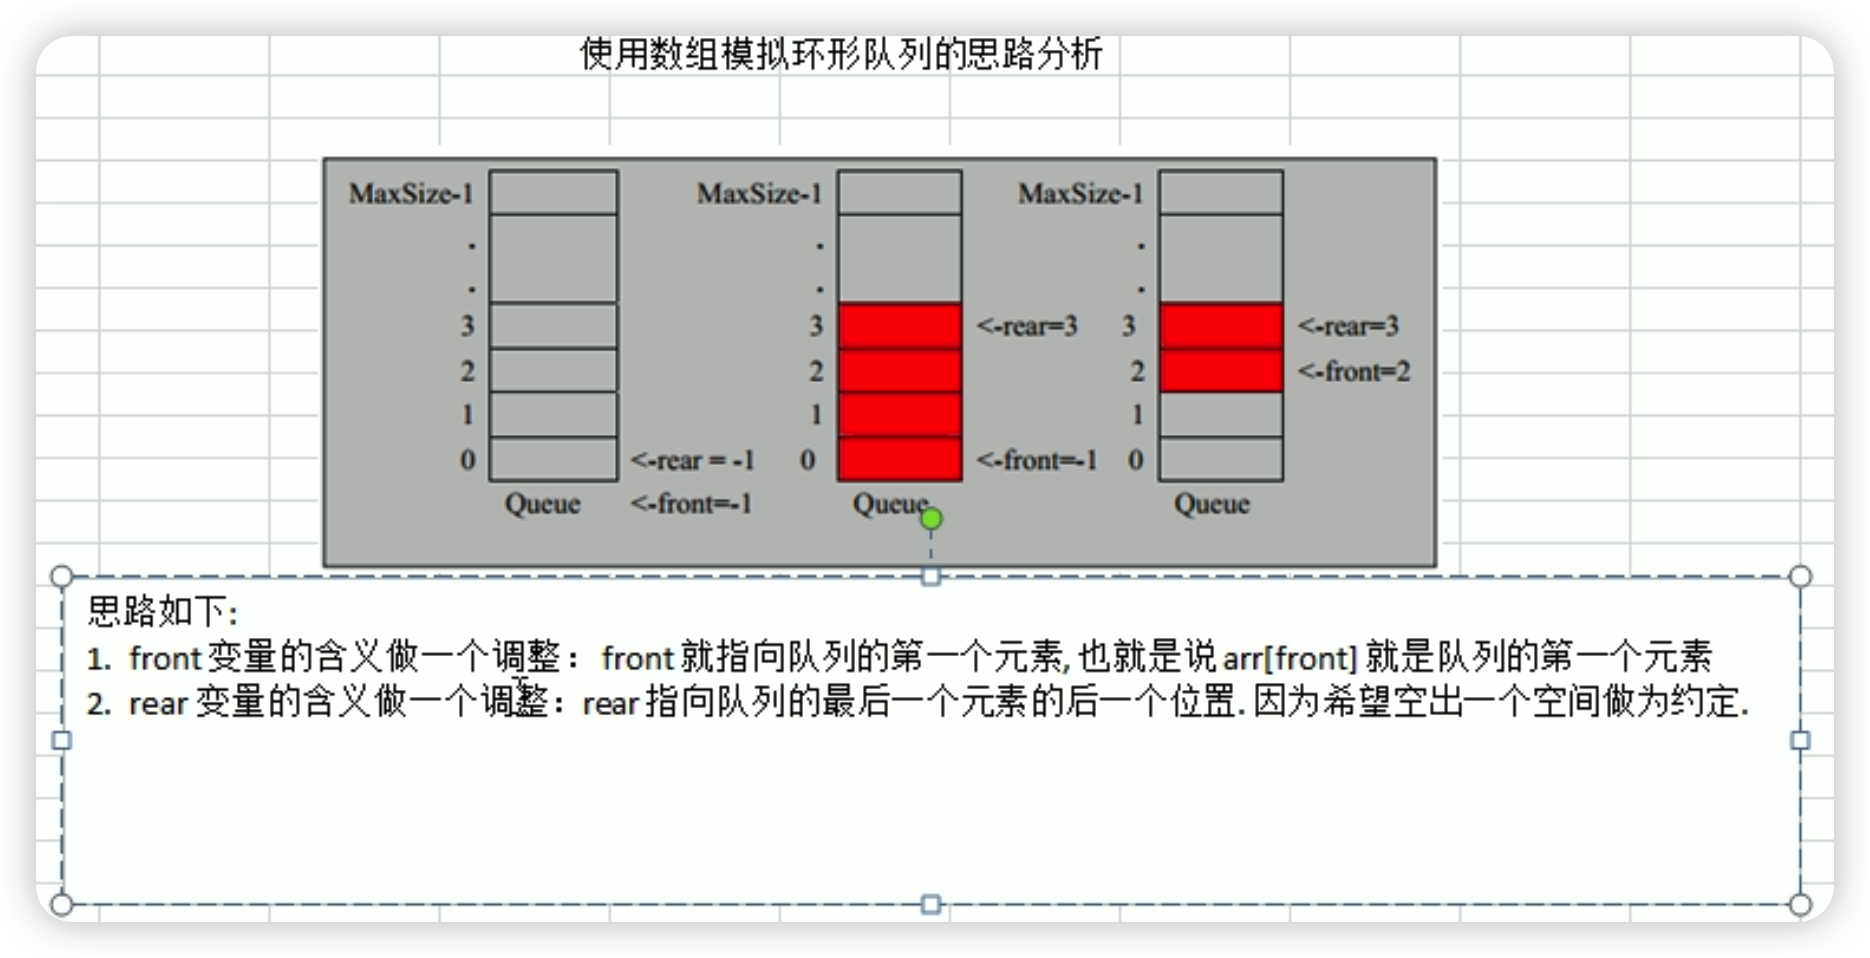 使用数组模拟环形队列的思路分析
MaxSize-1 MaxSize-1 MaxSize-1
. . .
. . .
3 3 <-rear=3 3 <-rear=3
2 2 2 <-front=2
1 1 1
0 <-rear = -1 0 <-front=-1 0
Queue <-front=-1 Queue Queue
思路如下:
1. front 变量的含义做一个调整： front 就指向队列的第一个元素, 也就是说 arr[front] 就是队列的第一个元素
2. rear 变量的含义做一个调整：rear 指向队列的最后一个元素的后一个位置. 因为希望空出一个空间做为约定.